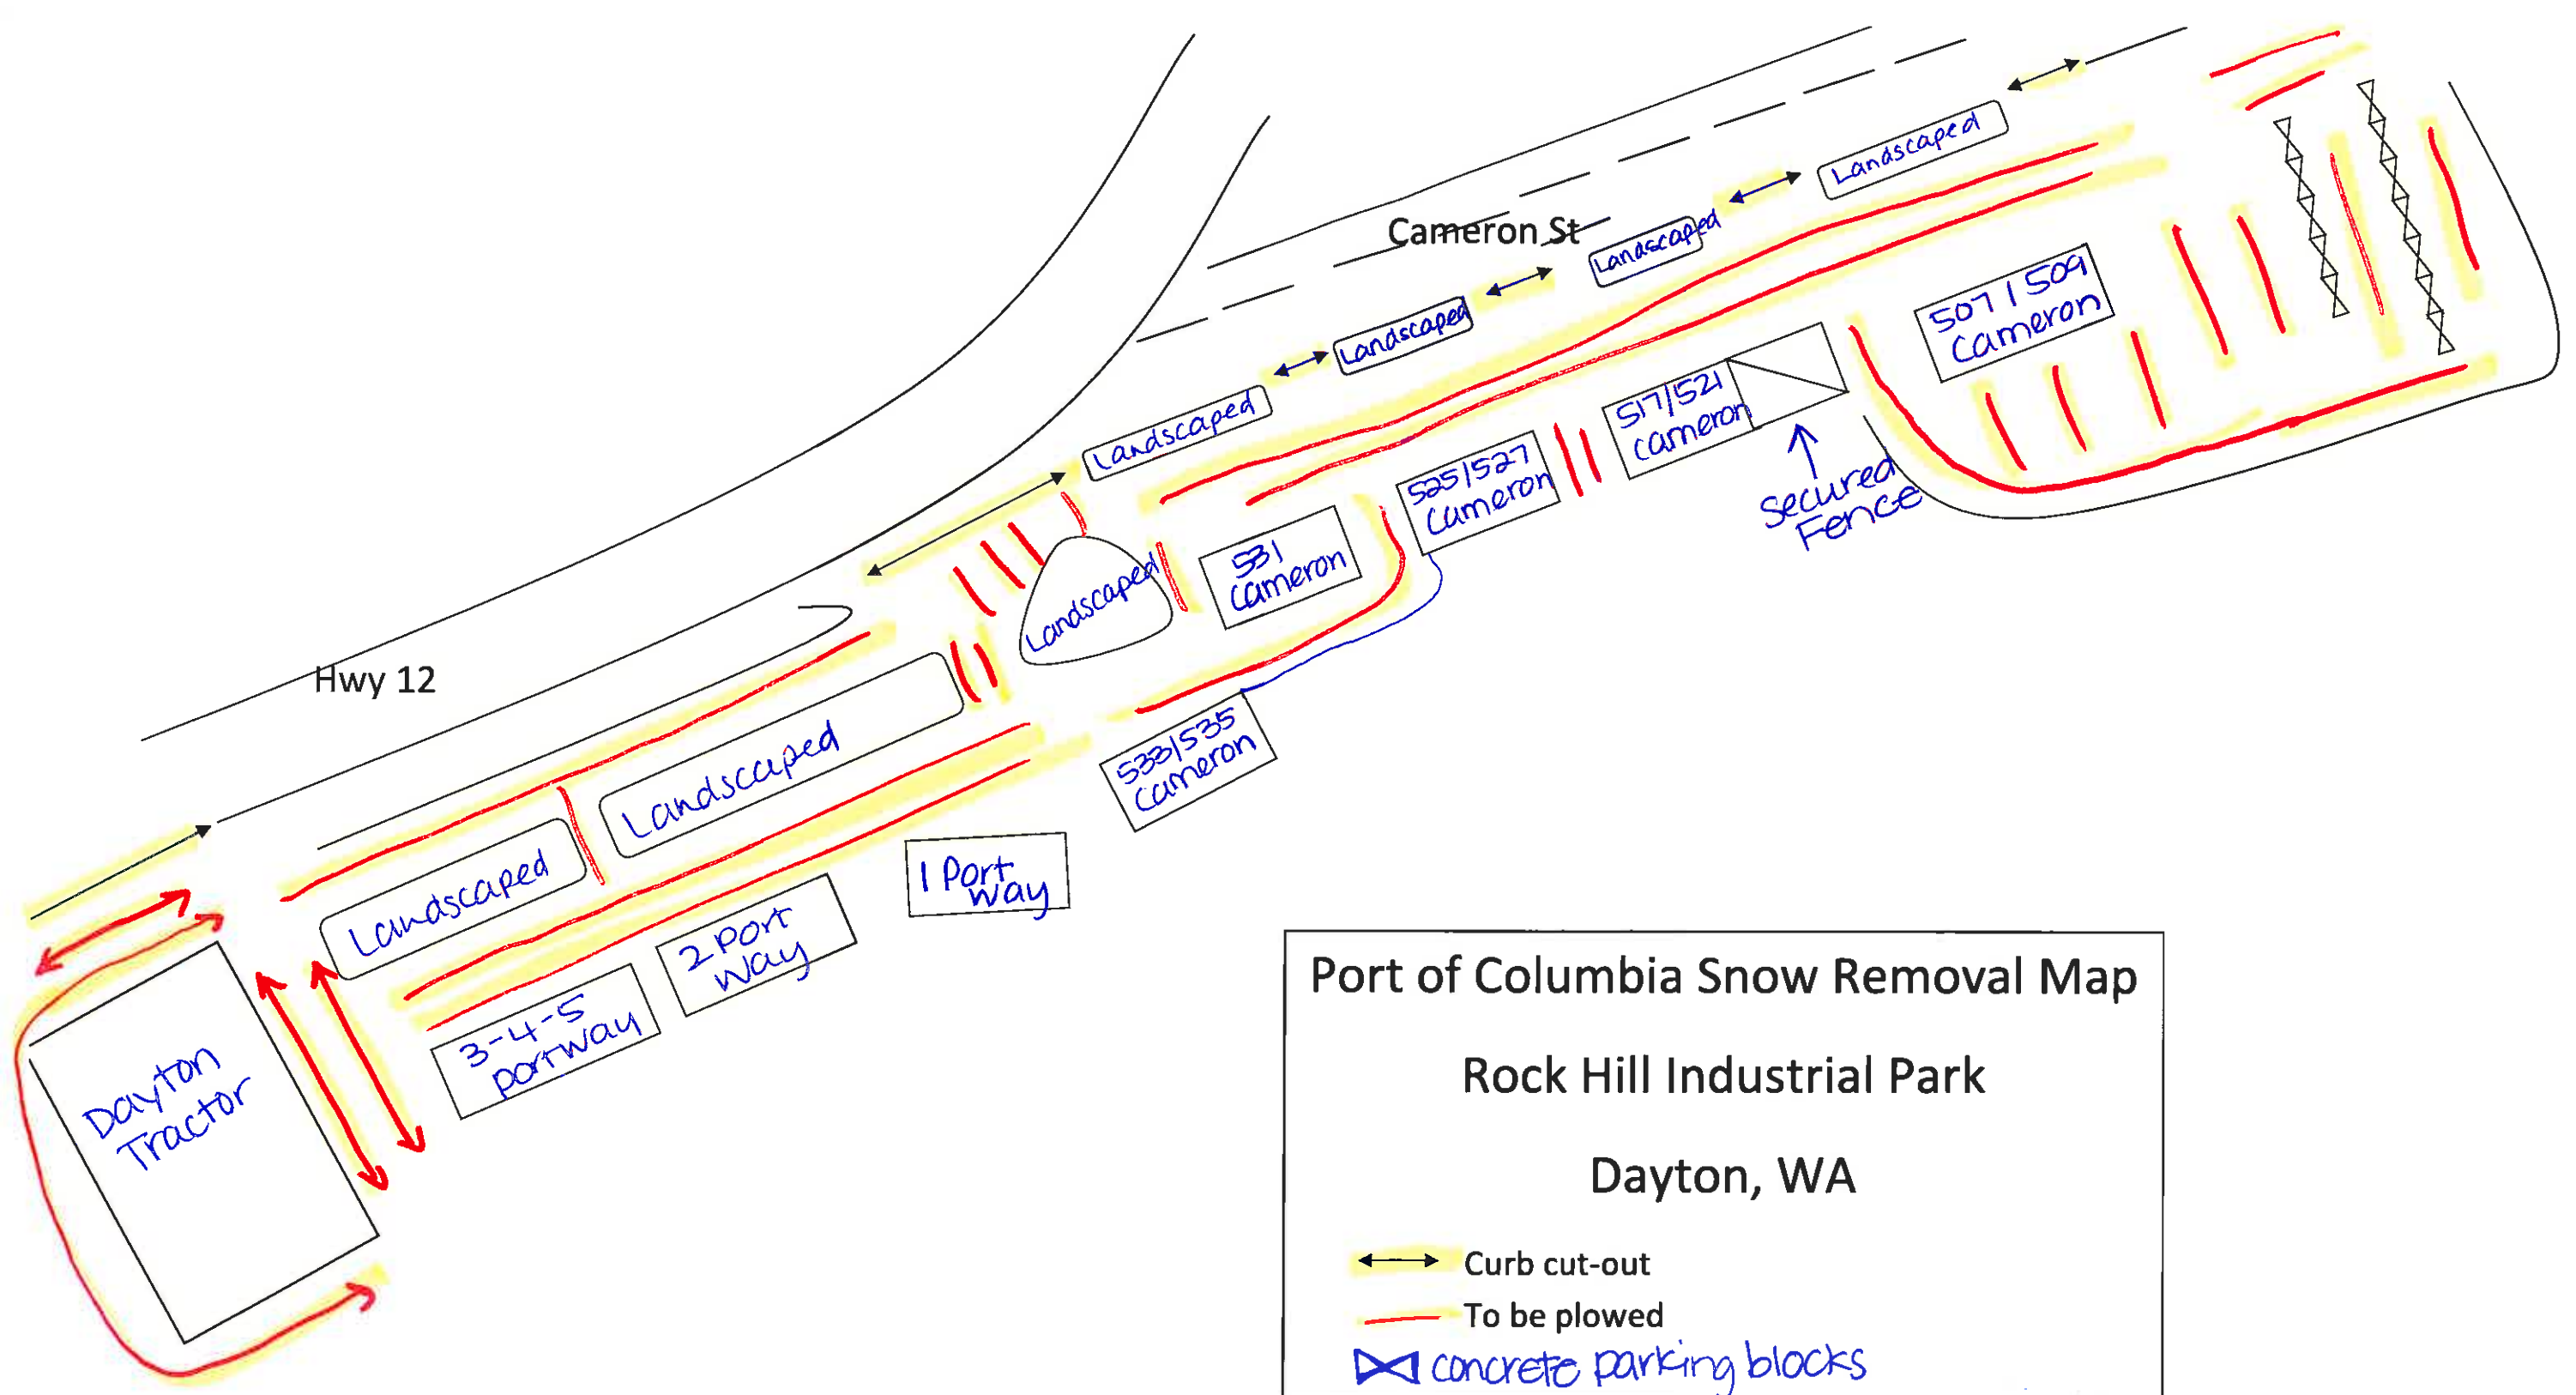 Cameron St
Landscaped
Landscaped
Landscaped
Landscaped
Landscaped
507 / 509
Cameron
517/521
Cameron
Secured
Fence
525/527
Cameron
531
Cameron
Landscaped
533/535
Cameron
Hwy 12
Landscaped
Landscaped
1 Port
Way
2 Port
Way
3-4-5
portway
Dayton
Tractor
Port of Columbia Snow Removal Map
Rock Hill Industrial Park
Dayton, WA
Curb cut-out
To be plowed
concrete parking blocks